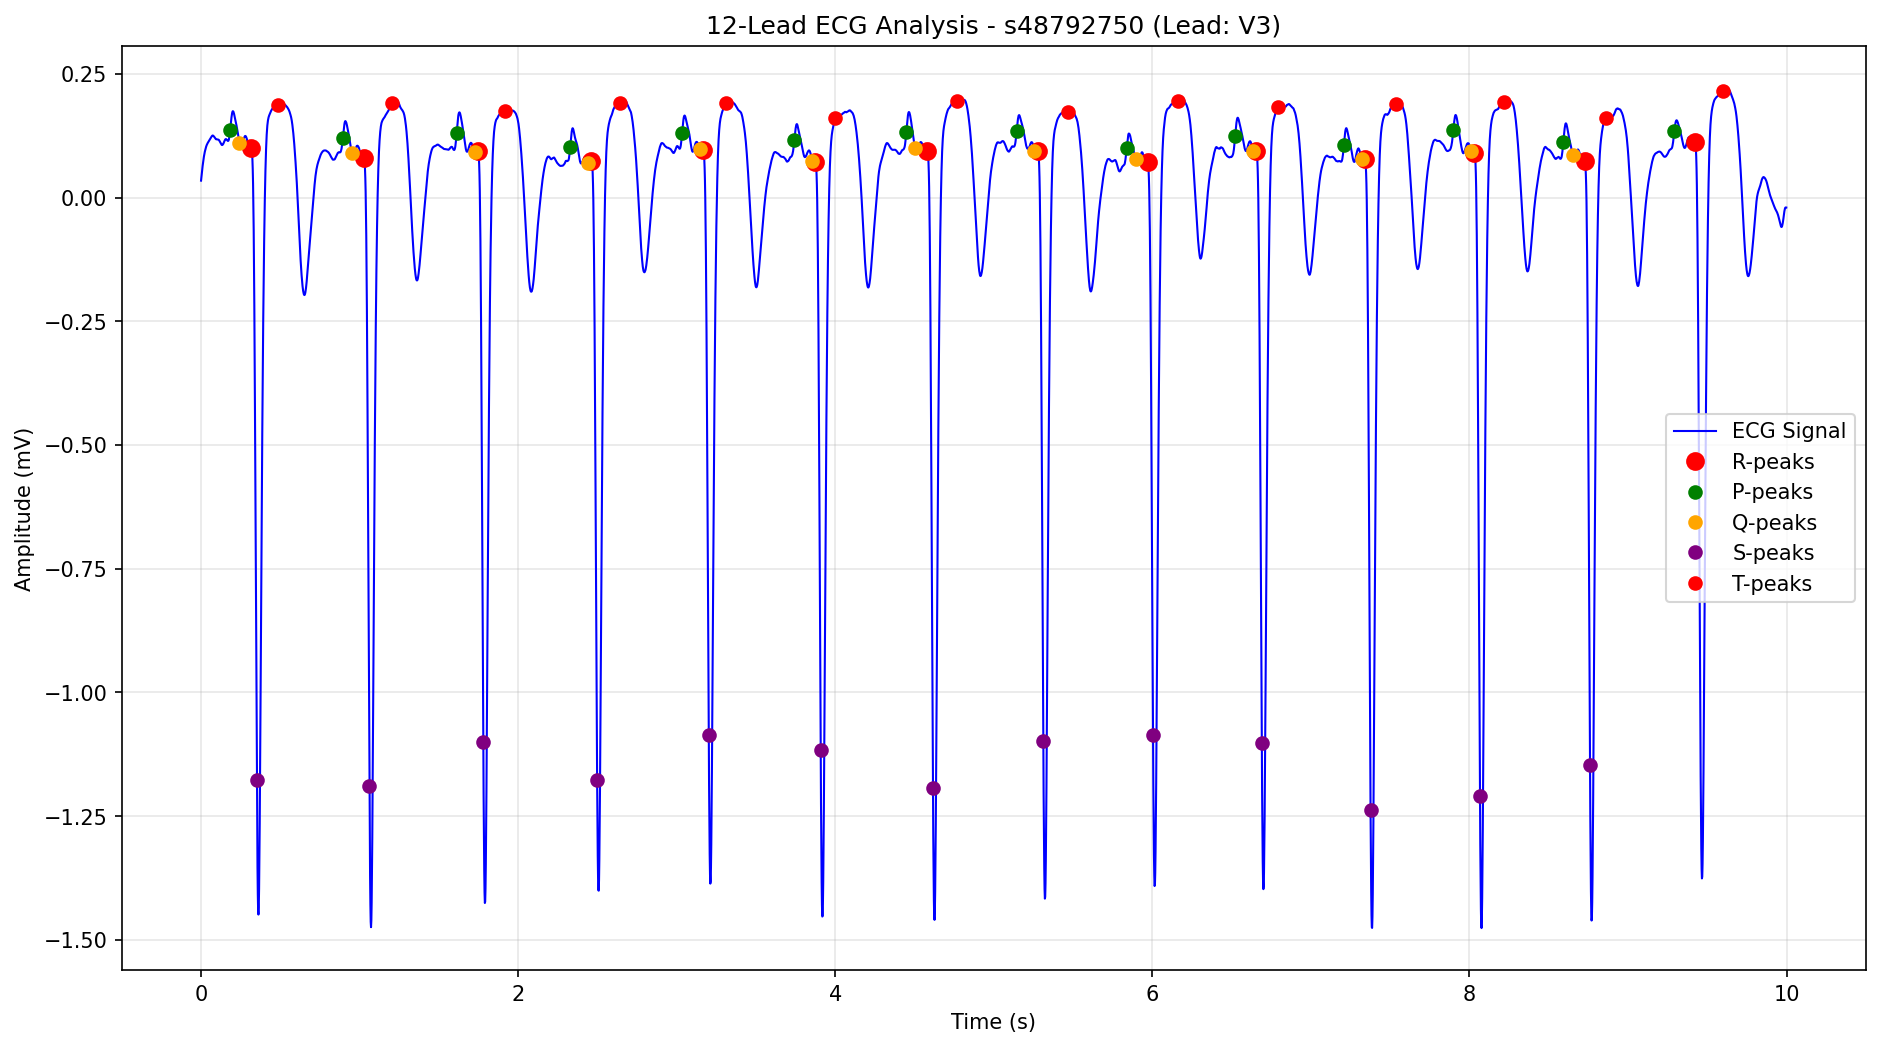 12-Lead ECG Analysis - s48792750 (Lead: V3)
0.25
0.00
−0.25
−0.50
−0.75
−1.00
−1.25
−1.50
Amplitude (mV)
ECG Signal
R-peaks
P-peaks
Q-peaks
S-peaks
T-peaks
0 2 4 6 8 10
Time (s)